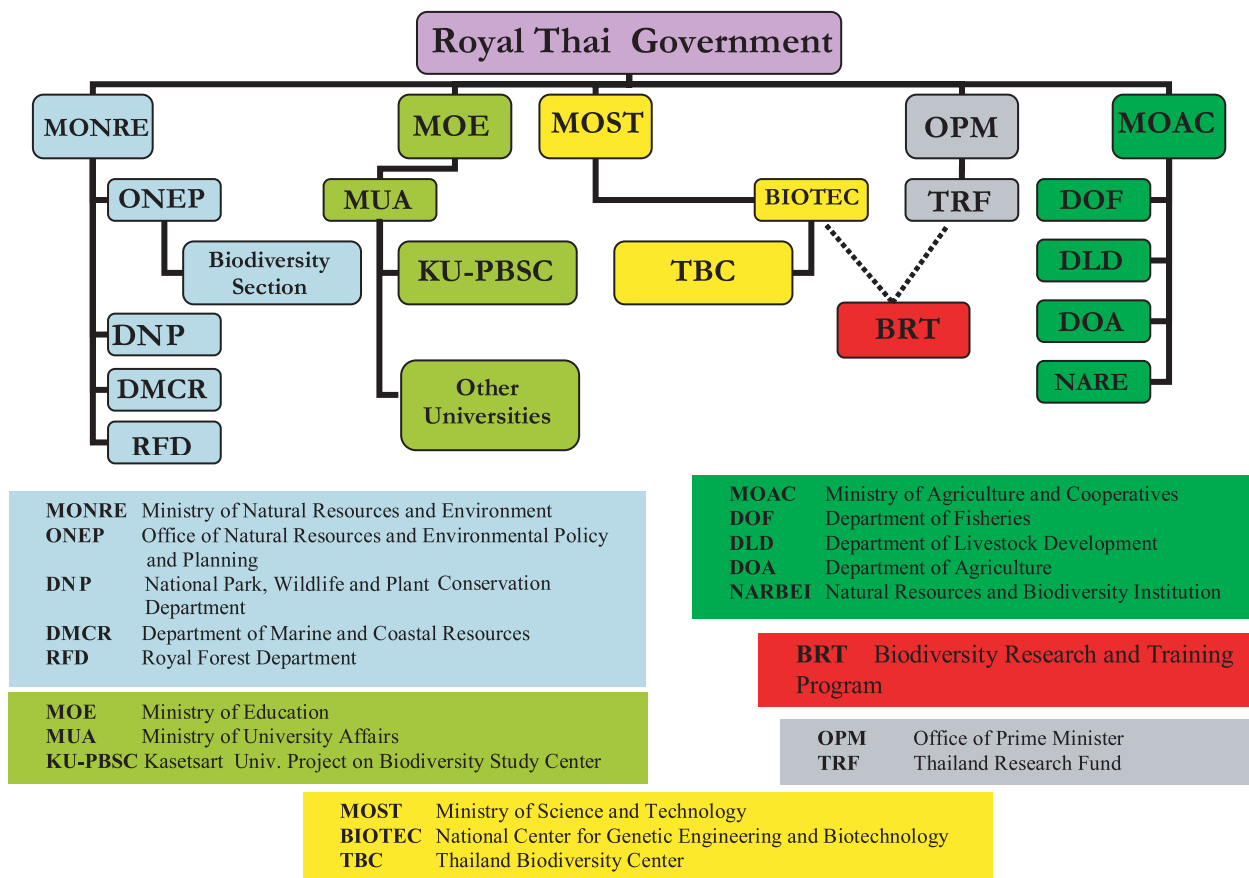 Royal Thai Government
MONRE
MOE
MOST
OPM
MOAC
ONEP
MUA
BIOTEC
TRF
DOF
Biodiversity
Section
KU-PBSC
TBC
DLD
DNP
BRT
DOA
DMCR
Other
Universities
NARE
RFD
MONRE Ministry of Natural Resources and Environment
ONEP Office of Natural Resources and Environmental Policy
and Planning
DNP National Park, Wildlife and Plant Conservation
Department
DMCR Department of Marine and Coastal Resources
RFD Royal Forest Department
MOE Ministry of Education
MUA Ministry of University Affairs
KU-PBSC Kasetsart Univ. Project on Biodiversity Study Center
MOAC Ministry of Agriculture and Cooperatives
DOF Department of Fisheries
DLD Department of Livestock Development
DOA Department of Agriculture
NARBEI Natural Resources and Biodiversity Institution
BRT Biodiversity Research and Training
Program
OPM Office of Prime Minister
TRF Thailand Research Fund
MOST Ministry of Science and Technology
BIOTEC National Center for Genetic Engineering and Biotechnology
TBC Thailand Biodiversity Center